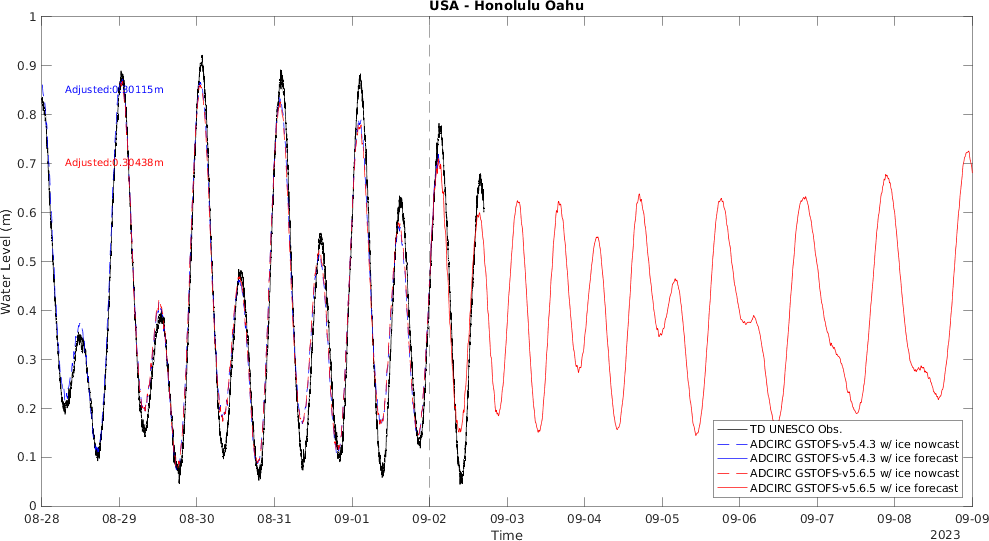 USA - Honolulu Oahu
1
0.9
0.8
0.7
0.6
0.5
0.4
0.3
0.2
0.1
0
Water Level (m)
Adjusted:0.30115m
Adjusted:0.30438m
TD UNESCO Obs.
ADCIRC GSTOFS-v5.4.3 w/ ice nowcast
ADCIRC GSTOFS-v5.4.3 w/ ice forecast
ADCIRC GSTOFS-v5.6.5 w/ ice nowcast
ADCIRC GSTOFS-v5.6.5 w/ ice forecast
08-28 08-29 08-30 08-31 09-01 09-02 09-03 09-04 09-05 09-06 09-07 09-08 09-09
Time
2023